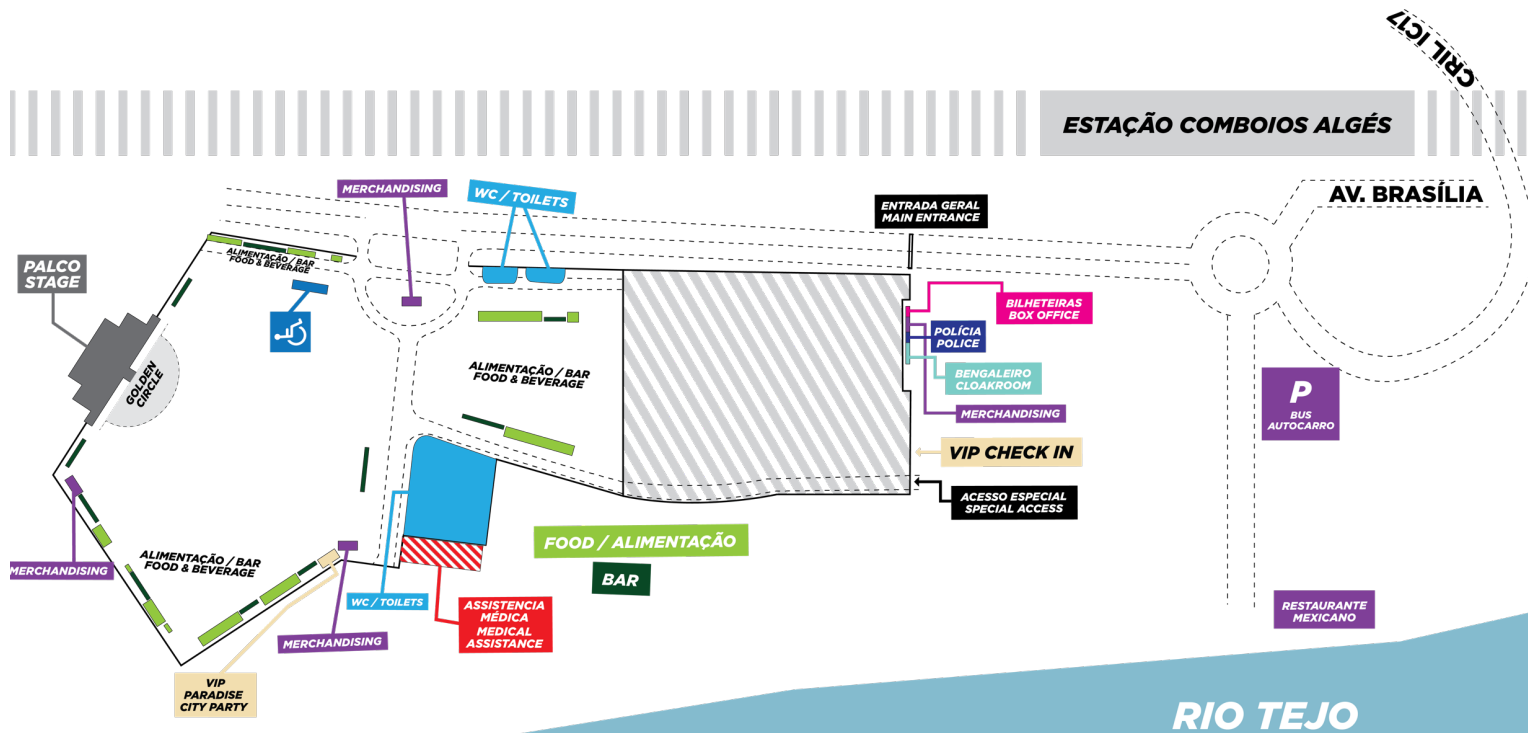 CRIL IC17
ESTAÇÃO COMBOIOS ALGÉS
AV. BRASÍLIA
MERCHANDISING
WC / TOILETS
ENTRADA GERAL
MAIN ENTRANCE
PALCO
STAGE
ALIMENTAÇÃO / BAR
FOOD & BEVERAGE
GOLDEN
CIRCLE
ALIMENTAÇÃO / BAR
FOOD & BEVERAGE
BILHETEIRAS
BOX OFFICE
POLÍCIA
POLICE
BENGALEIRO
CLOAKROOM
MERCHANDISING
P
BUS
AUTOCARRO
VIP CHECK IN
ACESSO ESPECIAL
SPECIAL ACCESS
FOOD / ALIMENTAÇÃO
BAR
ALIMENTAÇÃO / BAR
FOOD & BEVERAGE
MERCHANDISING
WC / TOILETS
ASSISTENCIA
MÉDICA
MEDICAL
ASSISTANCE
MERCHANDISING
VIP
PARADISE
CITY PARTY
RESTAURANTE
MEXICANO
RIO TEJO